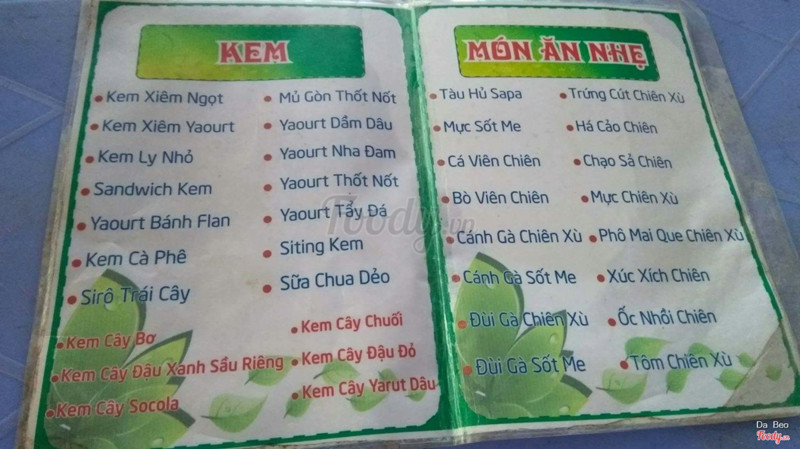 KEM
Kem Xiêm Ngọt
Kem Xiêm Yaourt
Kem Ly Nhỏ
Sandwich Kem
Yaourt Bánh Flan
Kem Cà Phê
Sirô Trái Cây
Mủ Gòn Thốt Nốt
Yaourt Dầm Dâu
Yaourt Nha Đam
Yaourt Thốt Nốt
Yaourt Tẩy Đá
Siting Kem
Sữa Chua Dẻo
Kem Cây Bơ
Kem Cây Đậu Xanh Sầu Riêng
Kem Cây Socola
Kem Cây Chuối
Kem Cây Đậu Đỏ
Kem Cây Yarut Dâu
MÓN ĂN NHẸ
Tàu Hủ Sapa
Mực Sốt Me
Cá Viên Chiên
Bò Viên Chiên
Cánh Gà Chiên Xù
Cánh Gà Sốt Me
Đùi Gà Chiên Xù
Đùi Gà Sốt Me
Trứng Cút Chiên Xù
Há Cảo Chiên
Chạo Sả Chiên
Mực Chiên Xù
Phô Mai Que Chiên Xù
Xúc Xích Chiên
Ốc Nhồi Chiên
Tôm Chiên Xù
Foody.vn
Da Beo
Foody.vn